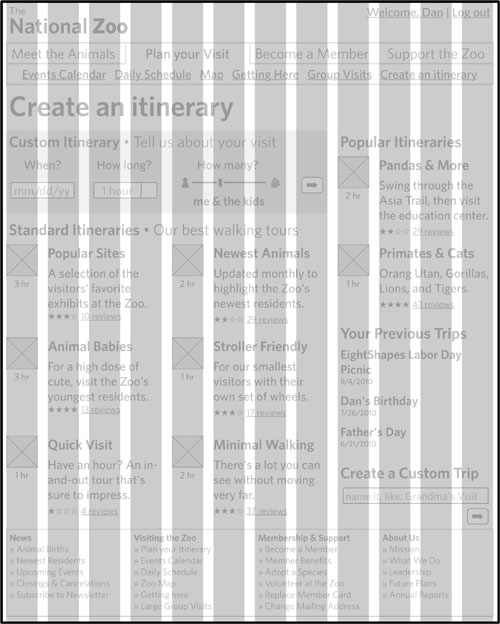 The
National Zoo
Welcome, Dan | Log out
Meet the Animals
Plan your Visit
Become a Member
Support the Zoo
Events Calendar
Daily Schedule
Map
Getting Here
Group Visits
Create an itinerary
Create an itinerary
Custom Itinerary • Tell us about your visit
When?
How long?
How many?
mm/dd/yy
1 hour
me & the kids
Standard Itineraries • Our best walking tours
3 hr
Popular Sites
A selection of the
visitors' favorite
exhibits at the Zoo.
★★★☆ 10 reviews
2 hr
Newest Animals
Updated monthly to
highlight the Zoo's
newest residents.
★★☆☆ 29 reviews
3 hr
Animal Babies
For a high dose of
cute, visit the Zoo's
youngest residents.
★★★★ 13 reviews
1 hr
Stroller Friendly
For our smallest
visitors with their
own set of wheels.
★★★☆ 17 reviews
1 hr
Quick Visit
Have an hour? An in-
and-out tour that's
sure to impress.
★☆☆☆ 4 reviews
2 hr
Minimal Walking
There's a lot you can
see without moving
very far.
★★★☆ 37 reviews
Popular Itineraries
2 hr
Pandas & More
Swing through the
Asia Trail, then visit
the education center.
★★☆☆ 29 reviews
1 hr
Primates & Cats
Orang Utan, Gorillas,
Lions, and Tigers.
★★★★ 43 reviews
Your Previous Trips
EightShapes Labor Day
Picnic
9/4/2010
Dan's Birthday
7/26/2010
Father's Day
6/21/2010
Create a Custom Trip
name it, like: Grandma's Visit
News
» Animal Births
» Newest Residents
» Upcoming Events
» Closings & Cancelations
» Subscribe to Newsletter
Visiting the Zoo
» Plan your itinerary
» Events Calendar
» Daily Schedule
» Zoo Map
» Getting here
» Large Group Visits
Membership & Support
» Become a Member
» Member Benefits
» Adopt a Species
» Volunteer at the Zoo
» Replace Member Card
» Change Mailing Address
About Us
» Mission
» What We Do
» Leadership
» Future Plans
» Annual Reports